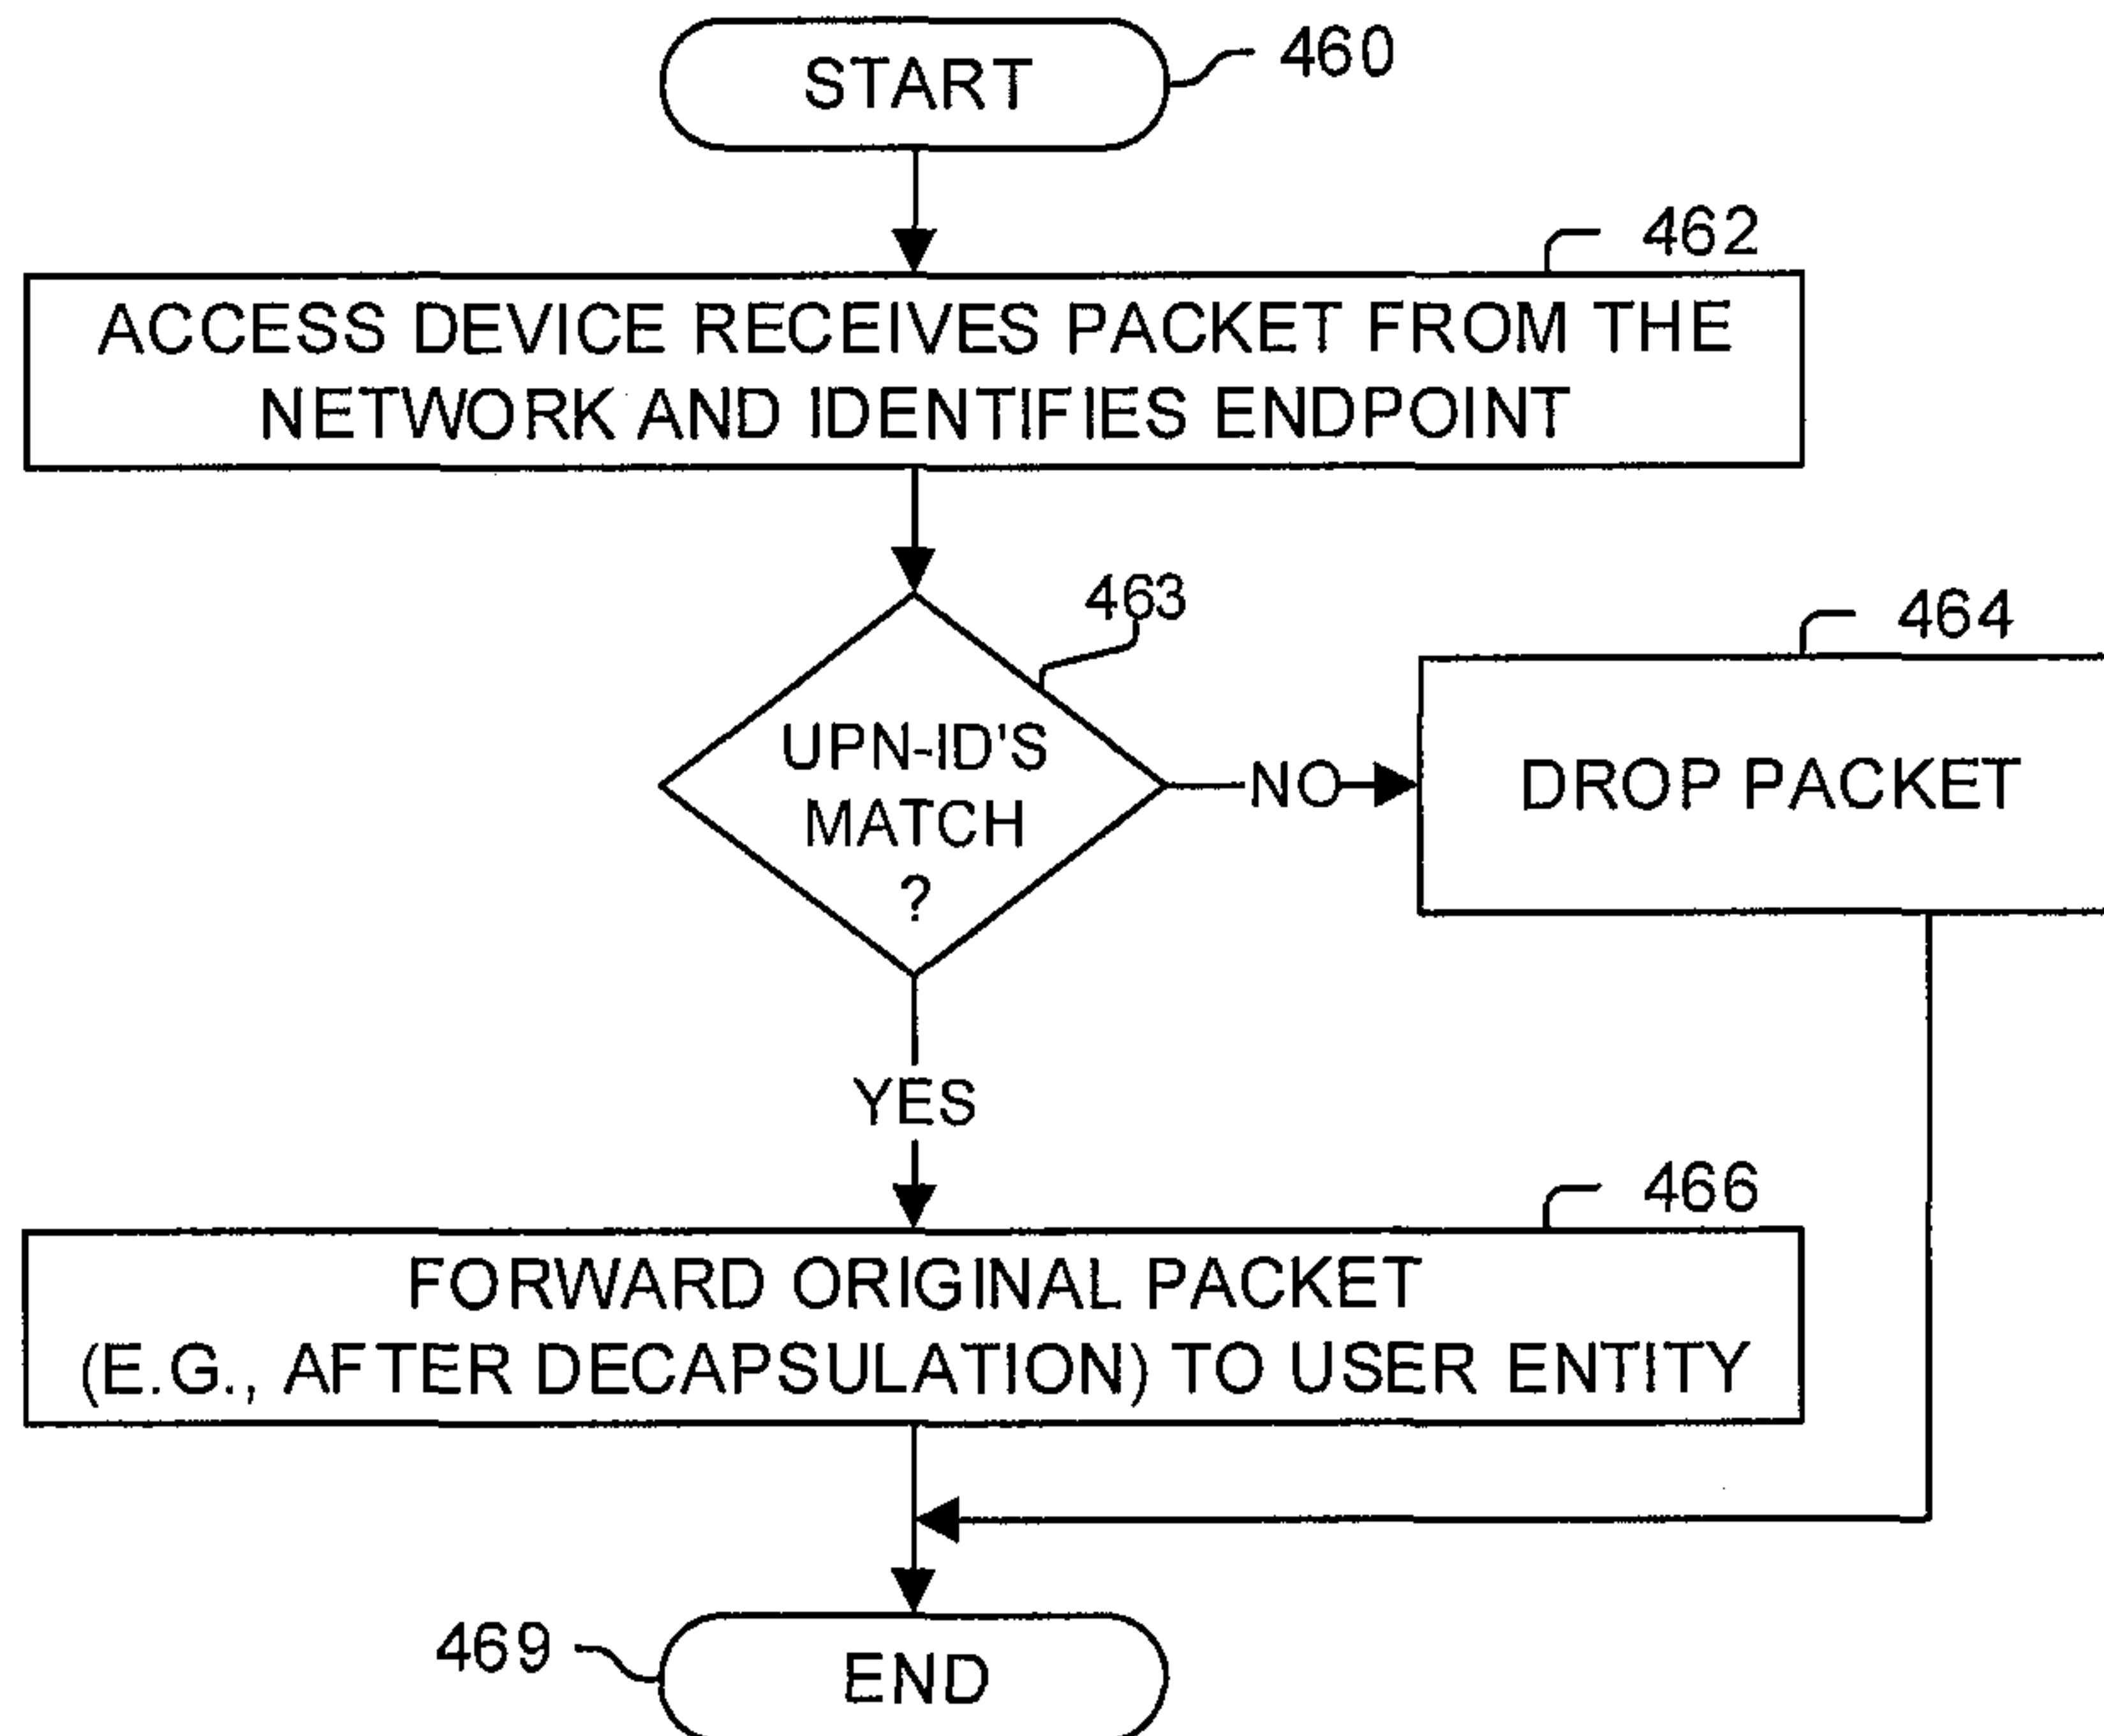 START
460
462
ACCESS DEVICE RECEIVES PACKET FROM THE
NETWORK AND IDENTIFIES ENDPOINT
463
UPN-ID'S
MATCH
?
NO
464
DROP PACKET
YES
466
FORWARD ORIGINAL PACKET
(E.G., AFTER DECAPSULATION) TO USER ENTITY
469
END